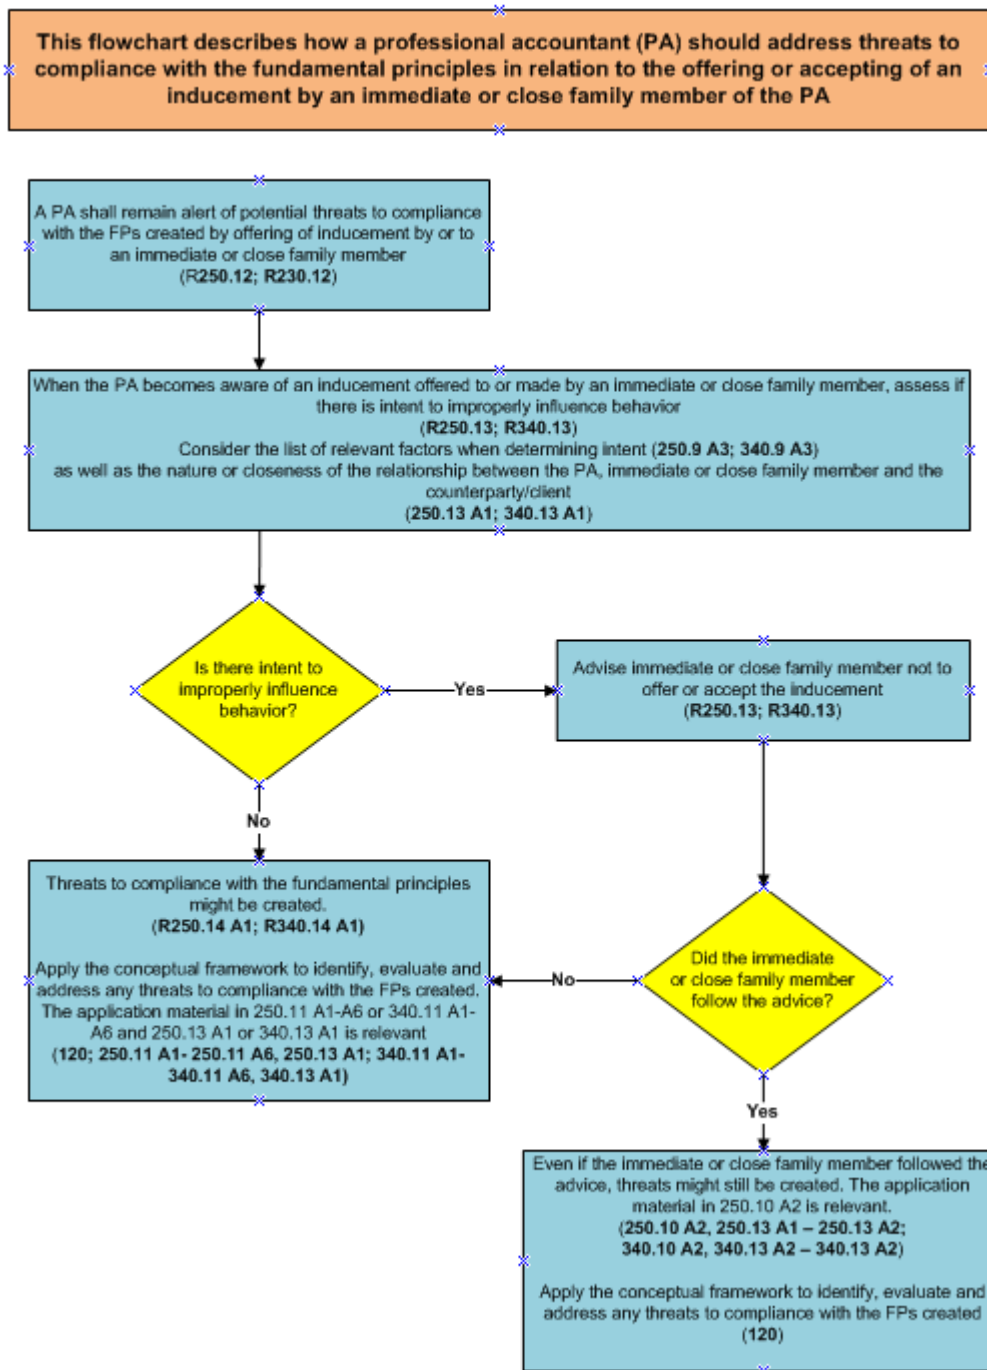 This flowchart describes how a professional accountant (PA) should address threats to
compliance with the fundamental principles in relation to the offering or accepting of an
inducement by an immediate or close family member of the PA
A PA shall remain alert of potential threats to compliance
with the FPs created by offering of inducement by or to
an immediate or close family member
(R250.12; R230.12)
When the PA becomes aware of an inducement offered to or made by an immediate or close family member, assess if
there is intent to improperly influence behavior
(R250.13; R340.13)
Consider the list of relevant factors when determining intent (250.9 A3; 340.9 A3)
as well as the nature or closeness of the relationship between the PA, immediate or close family member and the
counterparty/client
(250.13 A1; 340.13 A1)
Is there intent to
improperly influence
behavior?
Yes
Advise immediate or close family member not to
offer or accept the inducement
(R250.13; R340.13)
No
Threats to compliance with the fundamental principles
might be created.
(R250.14 A1; R340.14 A1)
Apply the conceptual framework to identify, evaluate and
address any threats to compliance with the FPs created.
The application material in 250.11 A1-A6 or 340.11 A1-
A6 and 250.13 A1 or 340.13 A1 is relevant
(120; 250.11 A1- 250.11 A6, 250.13 A1; 340.11 A1-
340.11 A6, 340.13 A1)
No
Did the immediate
or close family member
follow the advice?
Yes
Even if the immediate or close family member followed the
advice, threats might still be created. The application
material in 250.10 A2 is relevant.
(250.10 A2, 250.13 A1 – 250.13 A2;
340.10 A2, 340.13 A2 – 340.13 A2)
Apply the conceptual framework to identify, evaluate and
address any threats to compliance with the FPs created
(120)